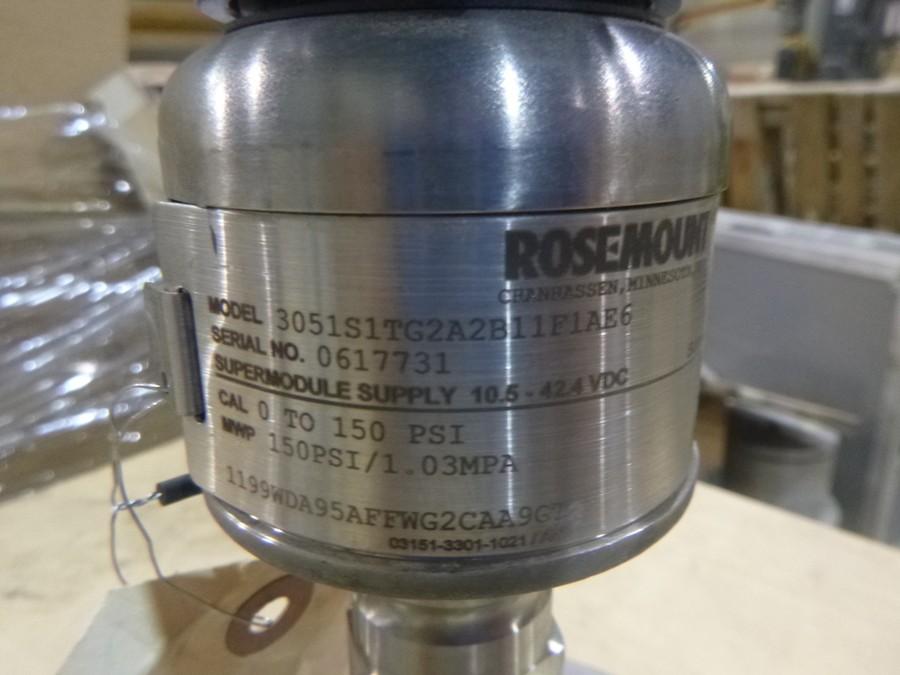 ROSEMOUNT
CHANHASSEN, MINNESOTA
MODEL 3051S1TG2A2B11F1AE6
SERIAL NO. 0617731
SUPERMODULE SUPPLY 10.5 - 42.4 VDC
CAL 0 TO 150 PSI
MWP 150PSI/1.03MPA
1199WDA95AFFWG2CAA9G
03151-3301-1021